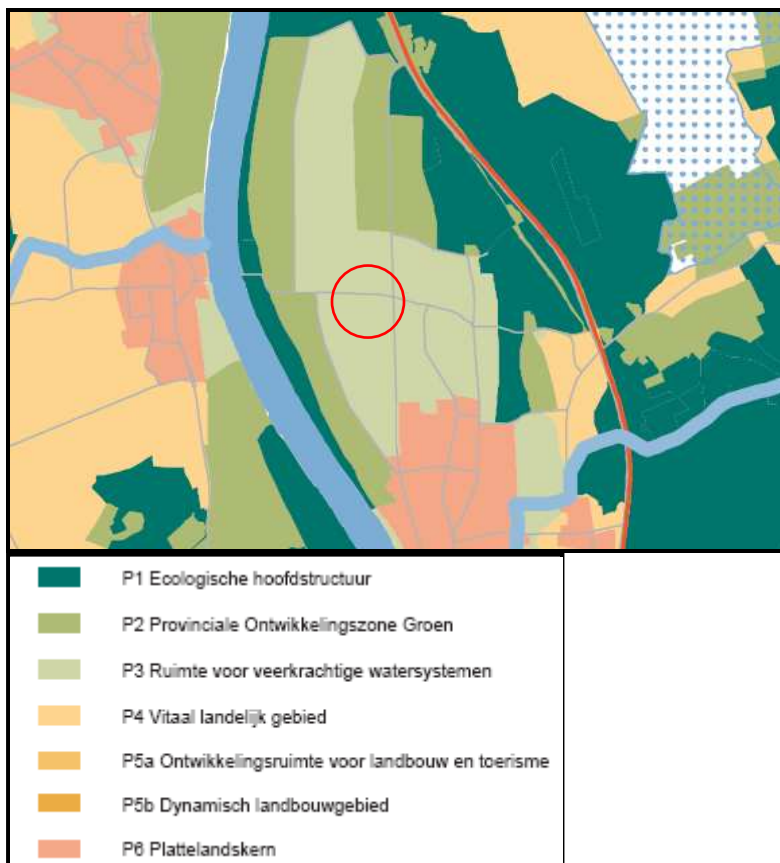 P1 Ecologische hoofdstructuur
P2 Provinciale Ontwikkelingszone Groen
P3 Ruimte voor veerkrachtige watersystemen
P4 Vitaal landelijk gebied
P5a Ontwikkelingsruimte voor landbouw en toerisme
P5b Dynamisch landbouwgebied
P6 Plattelandskern